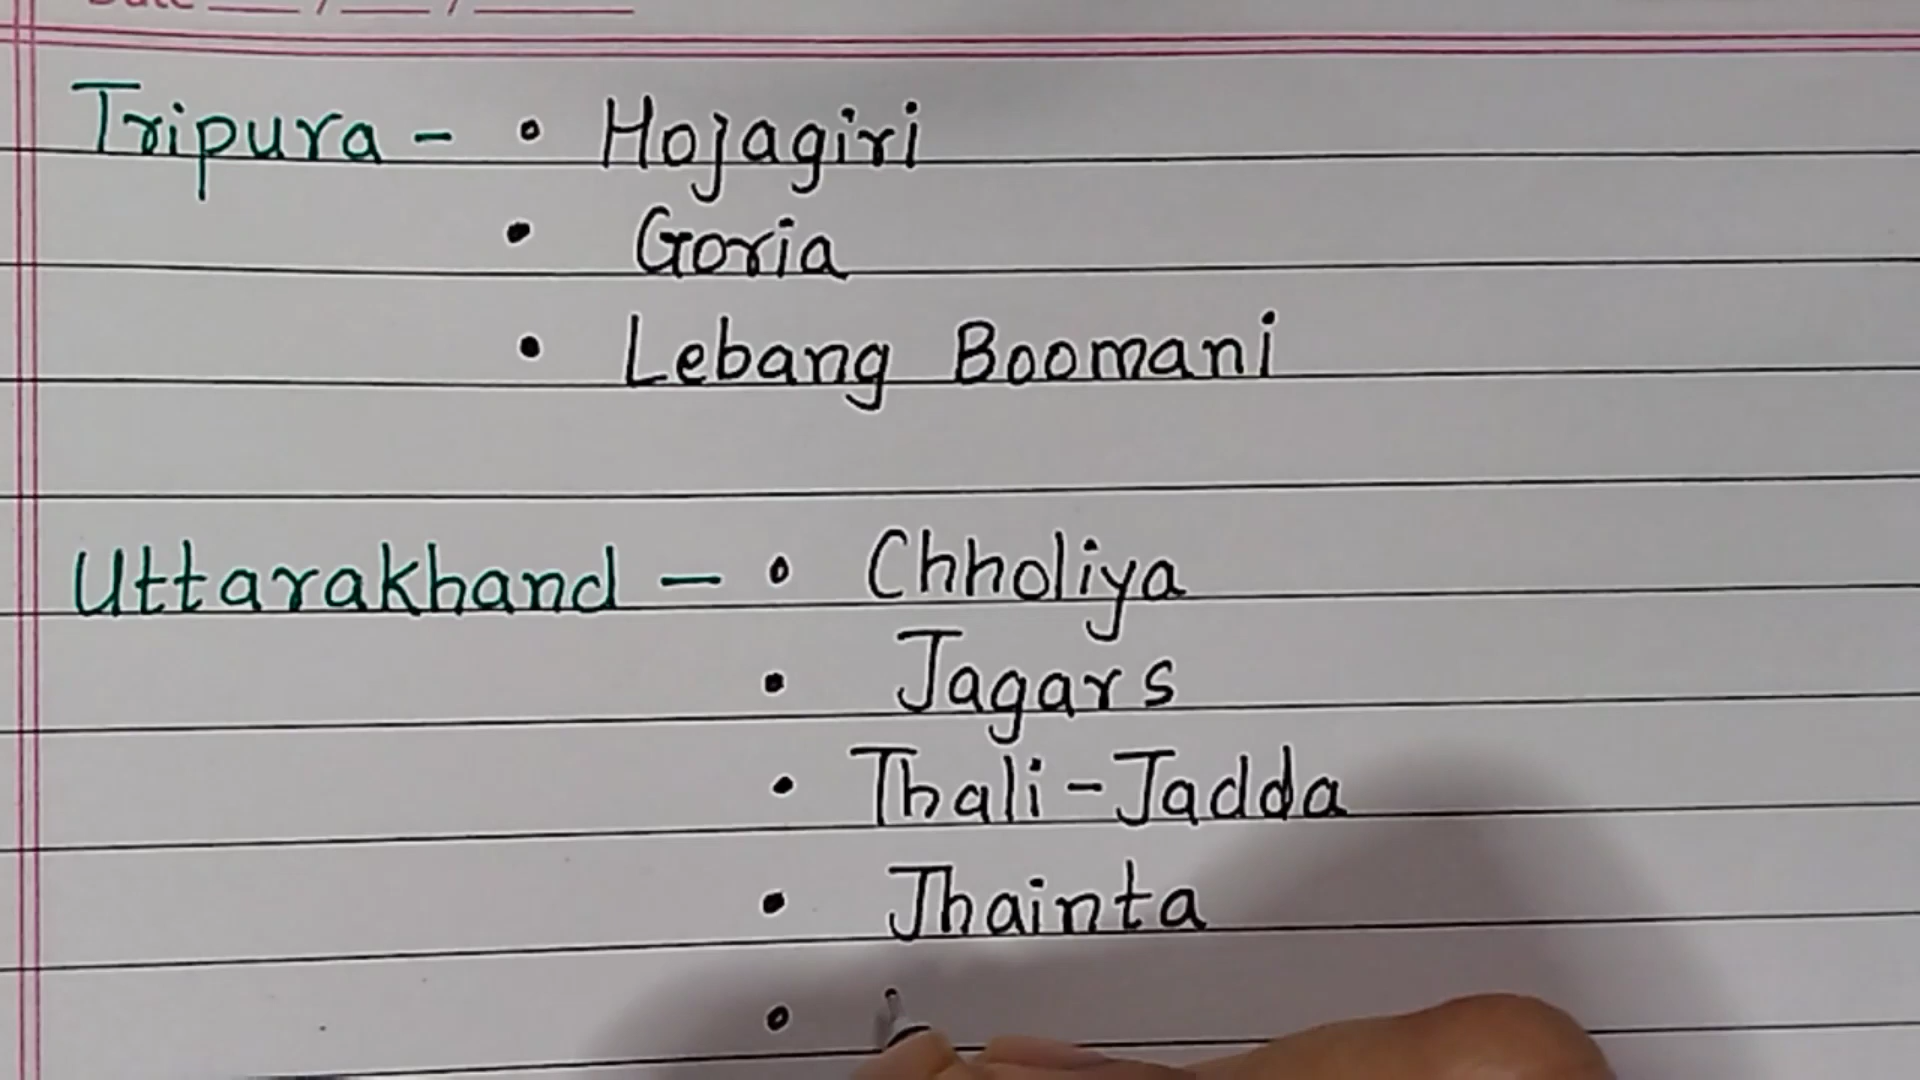 Tripura - • Hojagiri
• Goria
• Lebang Boomani
Uttarakhand - • Chholiya
• Jagars
• Thali-Jadda
• Jhainta
•